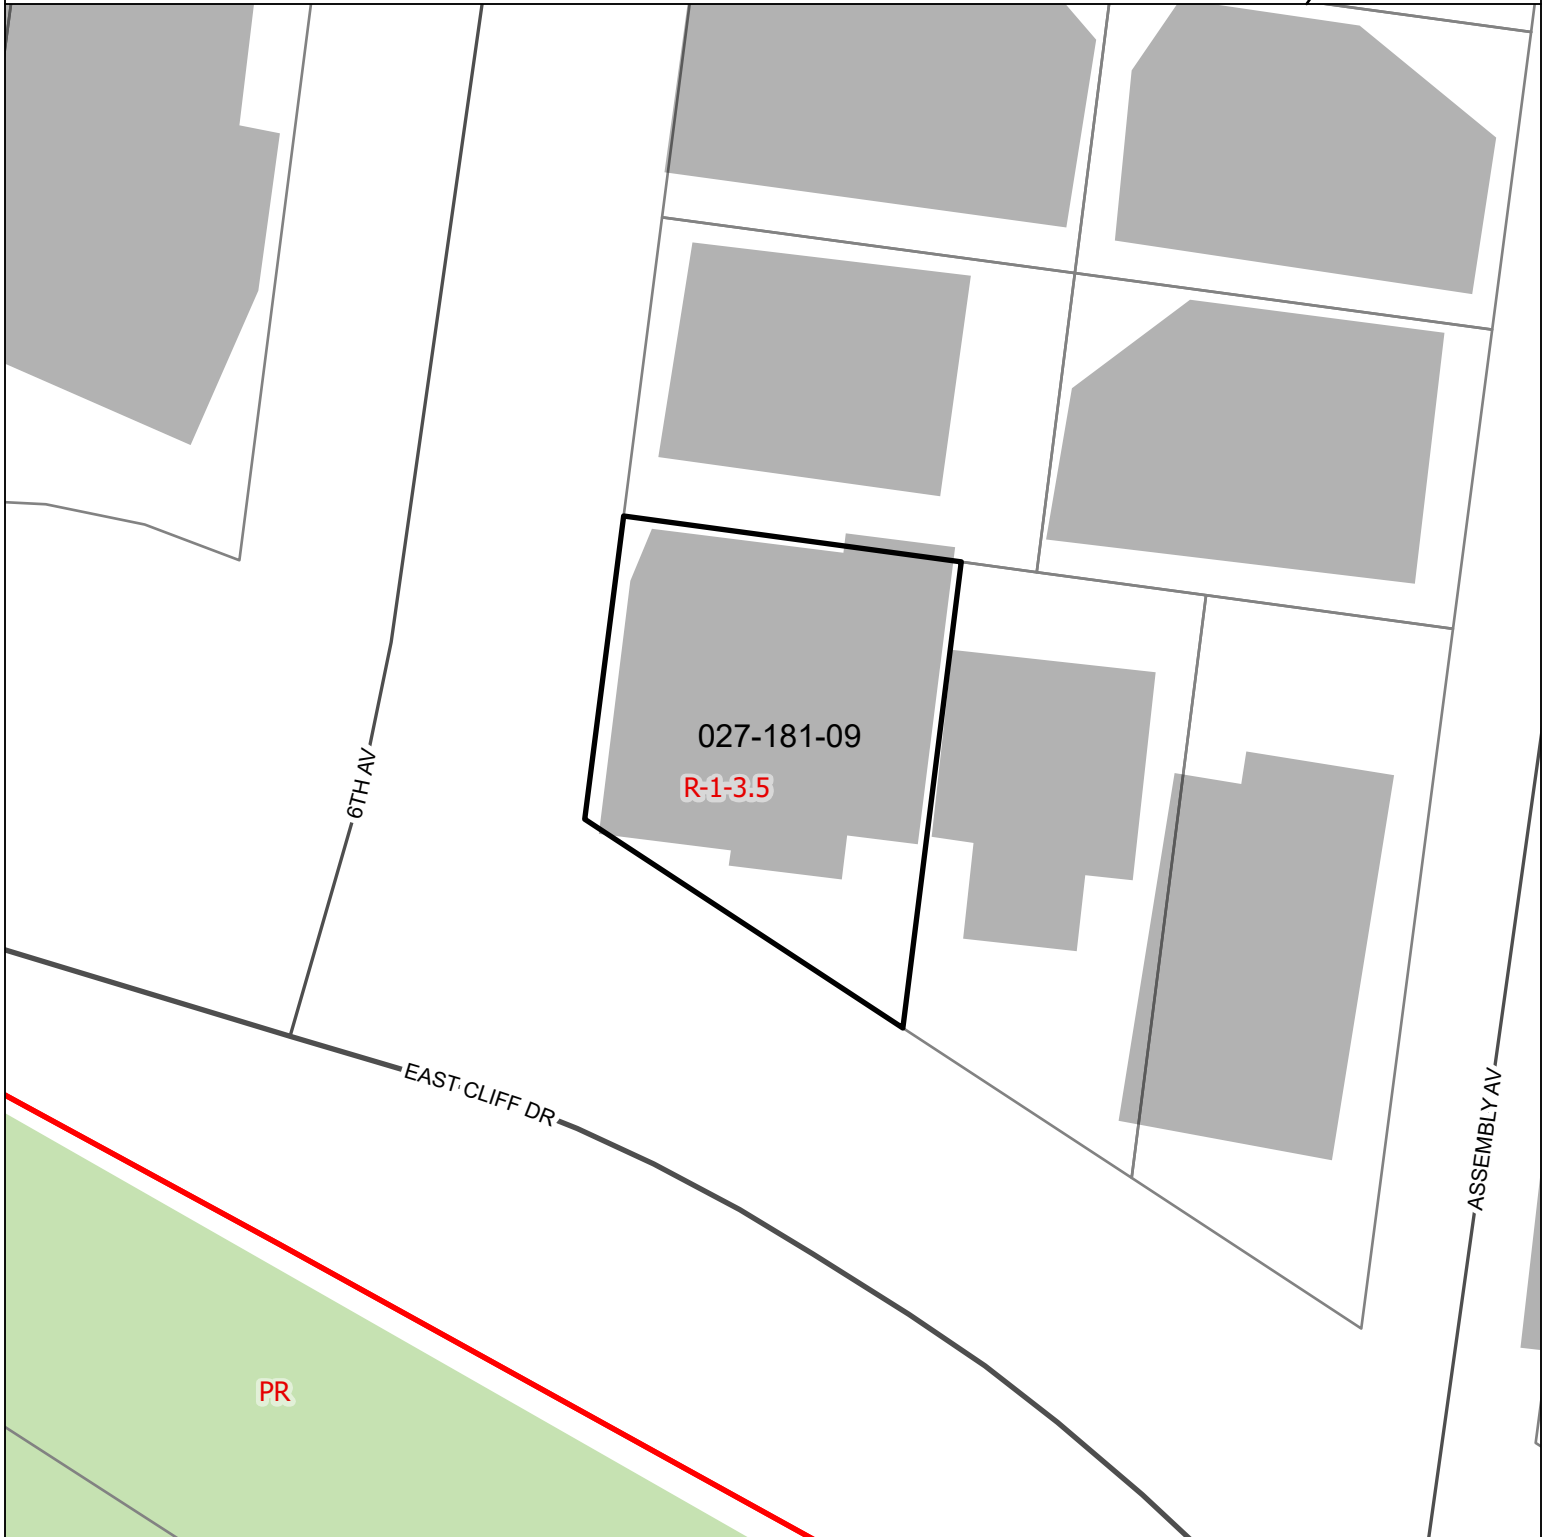 6TH AV
027-181-09
R-1-3.5
EAST CLIFF DR
ASSEMBLY AV
PR